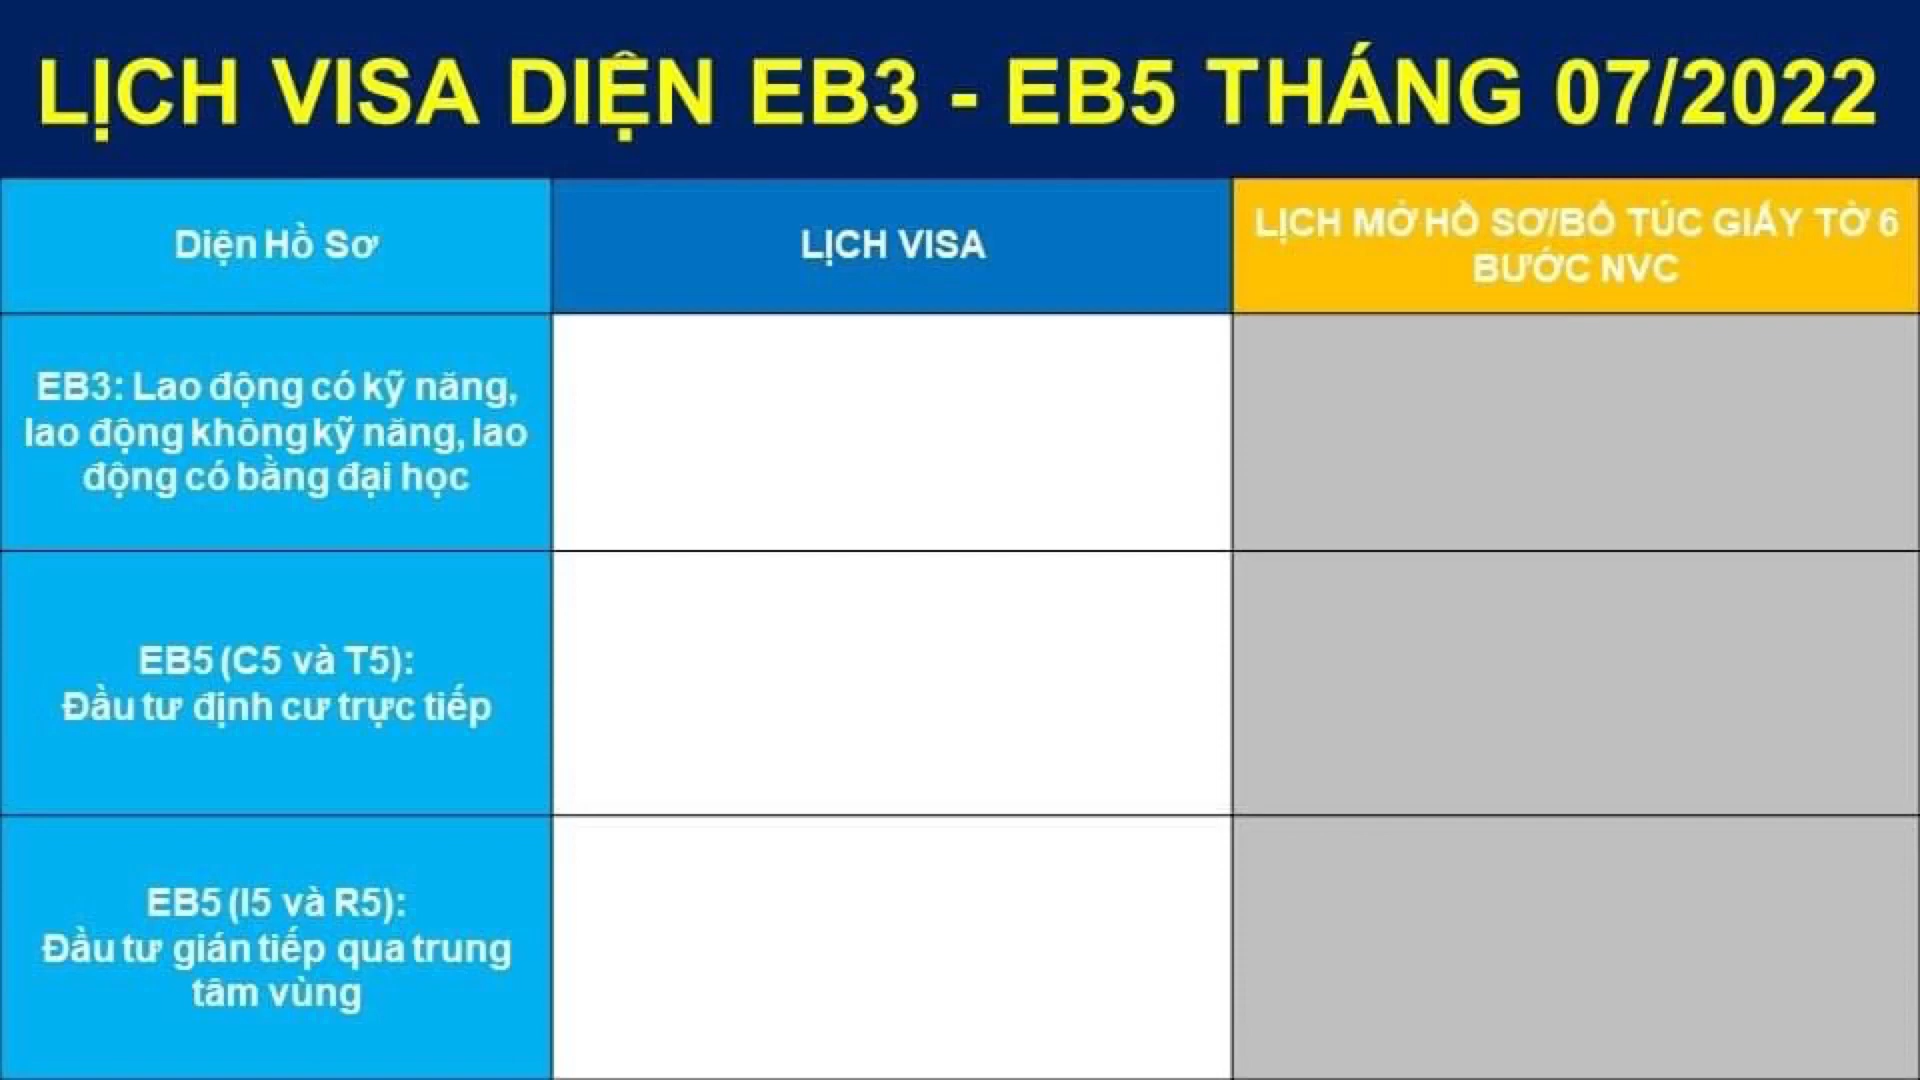 LỊCH VISA DIỆN EB3 - EB5 THÁNG 07/2022
Diện Hồ Sơ
LỊCH VISA
LỊCH MỞ HỒ SƠ/BỔ TÚC GIẤY TỜ 6
BƯỚC NVC
EB3: Lao động có kỹ năng,
lao động không kỹ năng, lao
động có bằng đại học
EB5 (C5 và T5):
Đầu tư định cư trực tiếp
EB5 (I5 và R5):
Đầu tư gián tiếp qua trung
tâm vùng